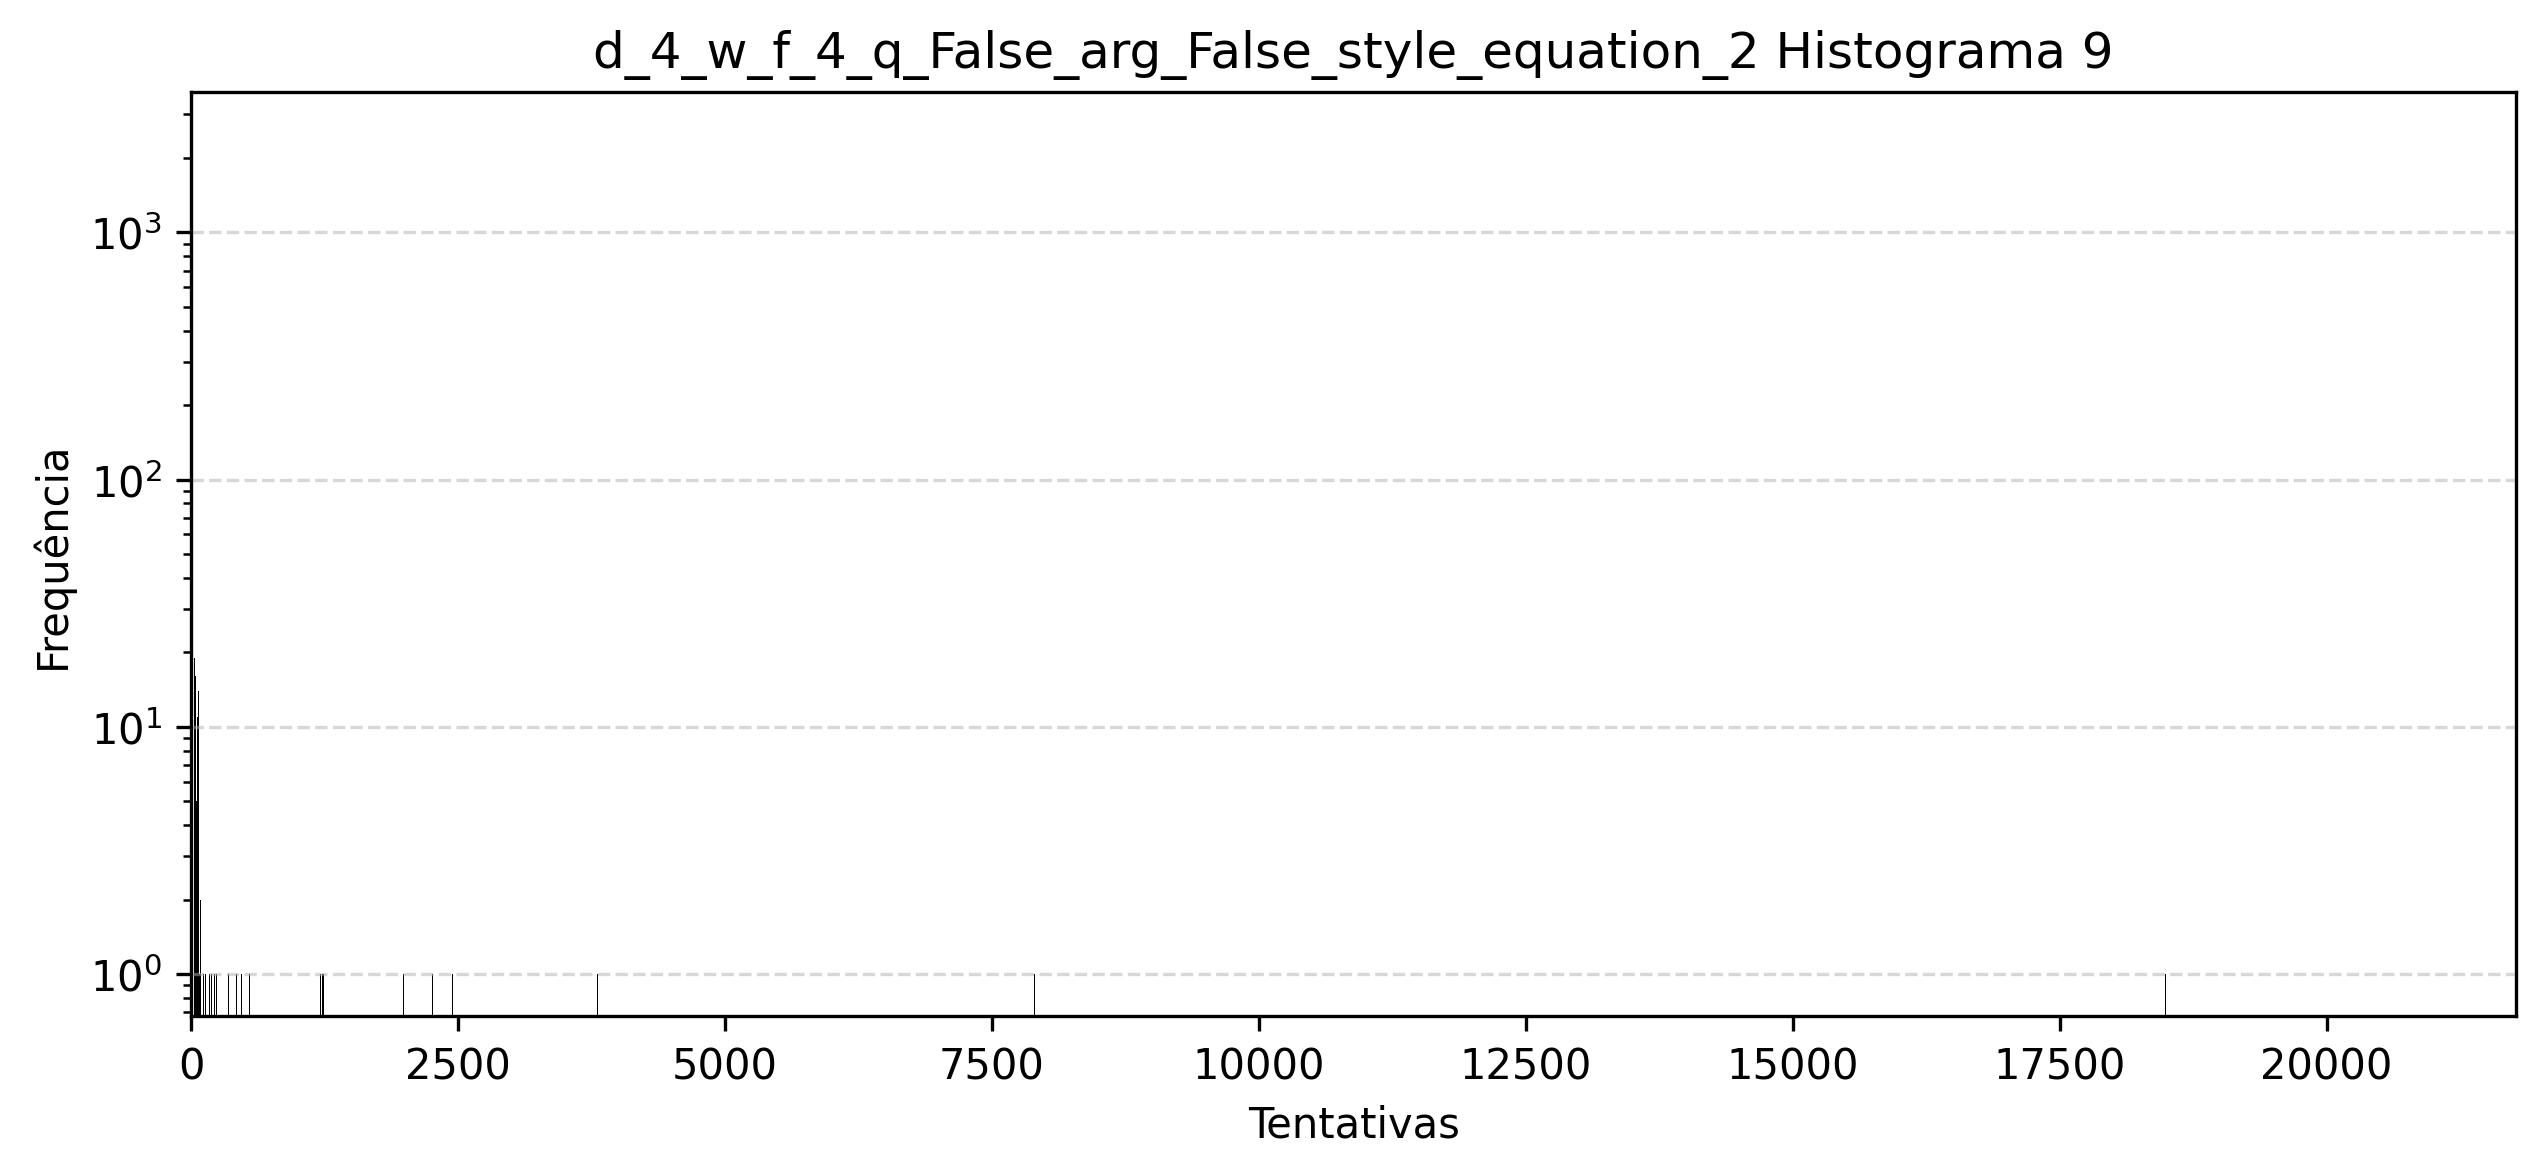 d_4_w_f_4_q_False_arg_False_style_equation_2 Histograma 9
Frequência
10³
10²
10¹
10⁰
0 2500 5000 7500 10000 12500 15000 17500 20000
Tentativas